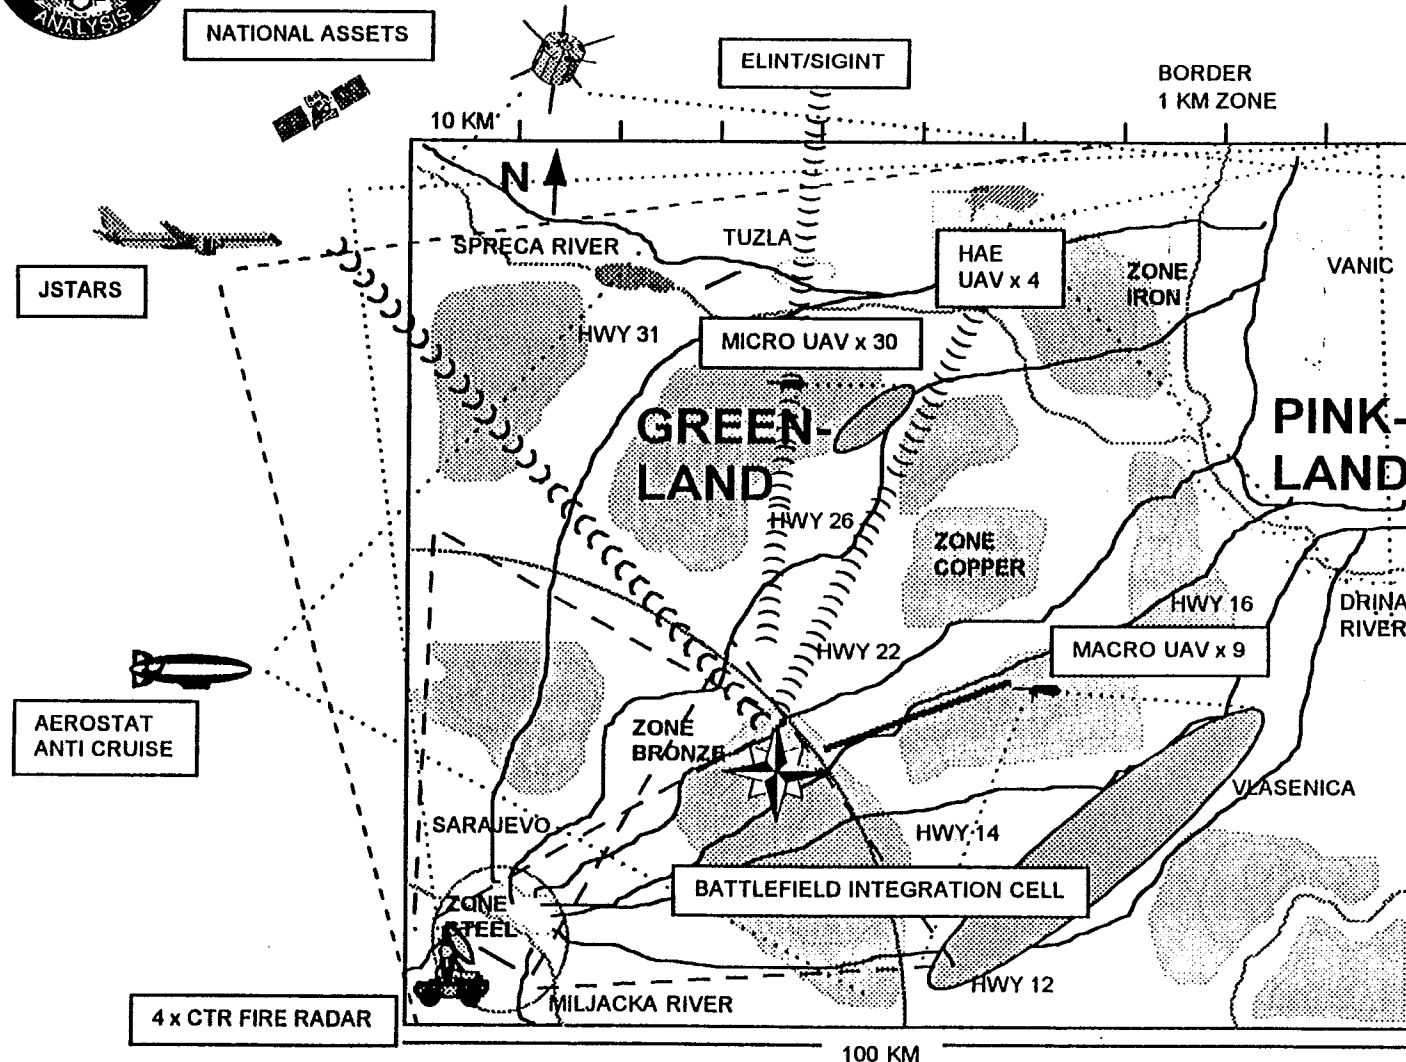 ANALYSIS
NATIONAL ASSETS
ELINT/SIGINT
BORDER
1 KM ZONE
10 KM
N
SPRECA RIVER
TUZLA
HAE
UAV x 4
ZONE
IRON
VANIC
JSTARS
HWY 31
MICRO UAV x 30
GREEN-
LAND
PINK-
LAND
HWY 26
ZONE
COPPER
HWY 16
DRINA
RIVER
HWY 22
MACRO UAV x 9
AEROSTAT
ANTI CRUISE
ZONE
BRONZE
VLASENICA
SARAJEVO
HWY 14
BATTLEFIELD INTEGRATION CELL
ZONE
STEEL
HWY 12
MILJACKA RIVER
4 x CTR FIRE RADAR
100 KM